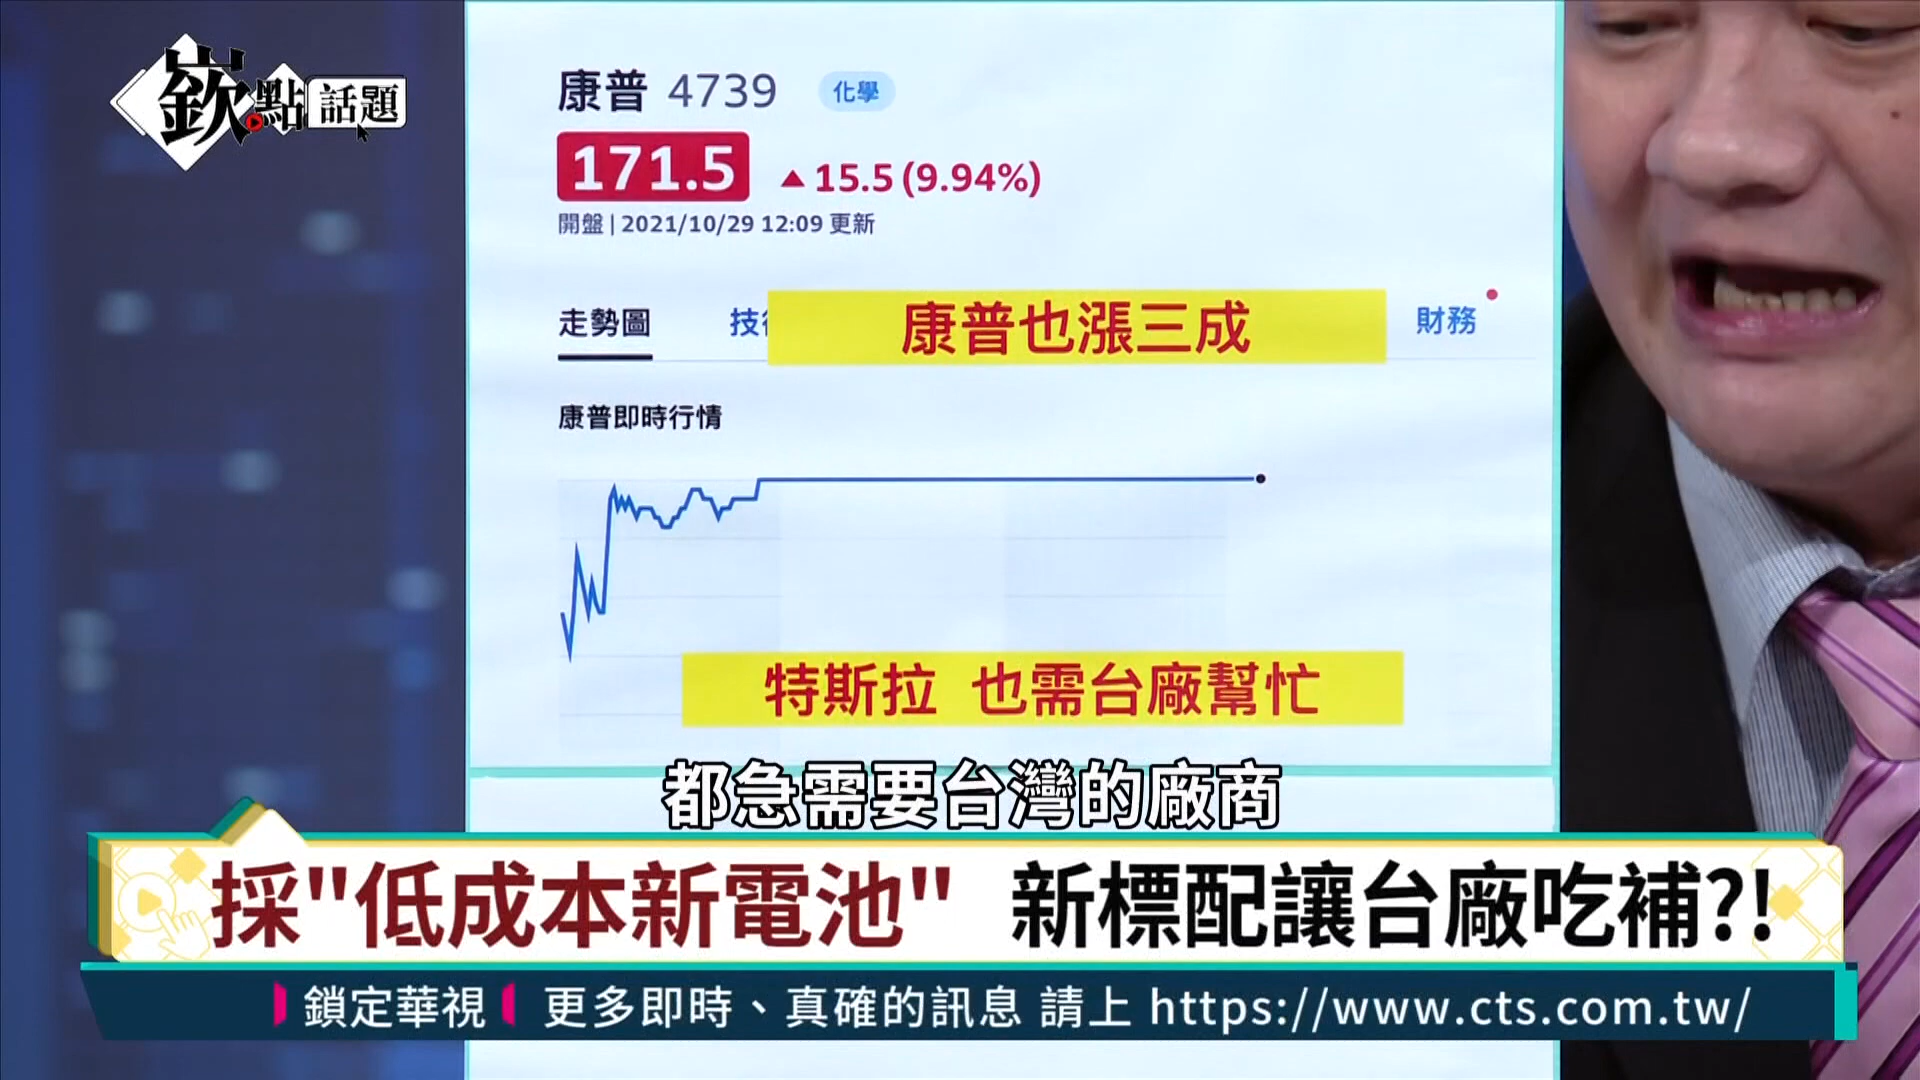 嶔點話題
康普 4739 化學
171.5 ▲15.5 (9.94%)
開盤 | 2021/10/29 12:09 更新
走勢圖
康普也漲三成
財務
康普即時行情
特斯拉 也需台廠幫忙
都急需要台灣的廠商
採"低成本新電池" 新標配讓台廠吃補?!
鎖定華視 更多即時、真確的訊息 請上 https://www.cts.com.tw/